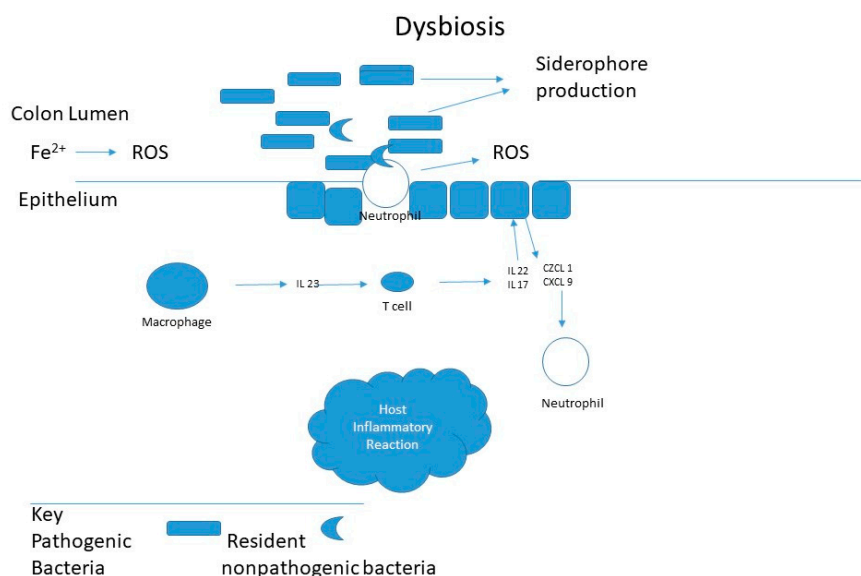 Dysbiosis
Siderophore
production
Colon Lumen
Fe²⁺
ROS
ROS
Epithelium
Neutrophil
IL 22
IL 17
CZCL 1
CXCL 9
IL 23
T cell
Macrophage
Neutrophil
Host
Inflammatory
Reaction
Key
Pathogenic
Bacteria
Resident
nonpathogenic bacteria